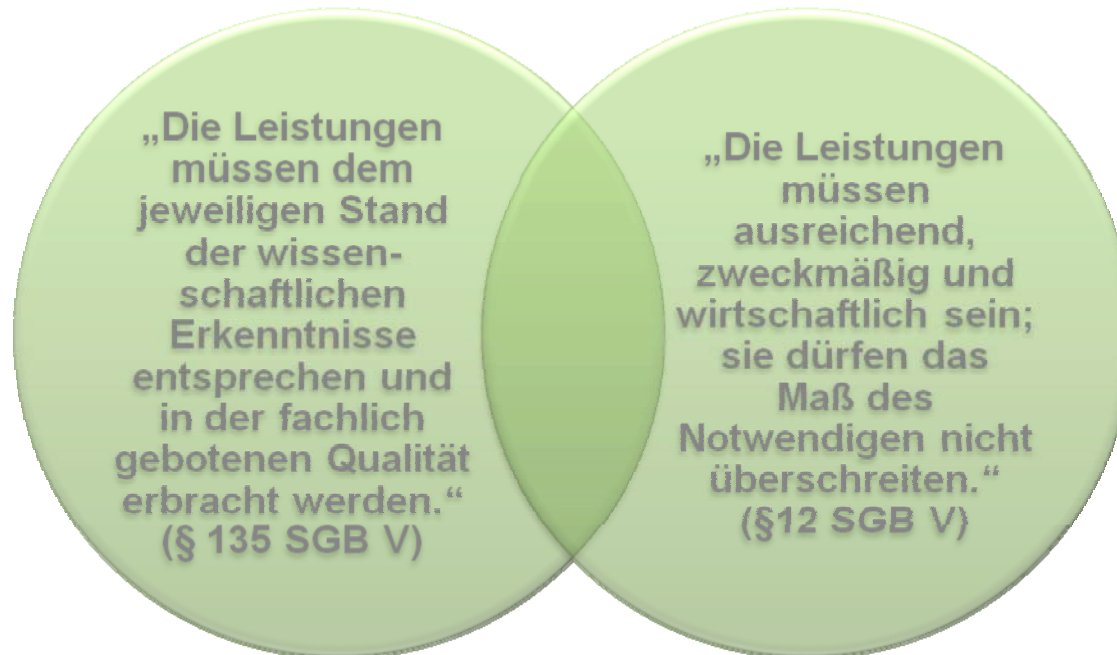 „Die Leistungen
müssen dem
jeweiligen Stand
der wissen-
schaftlichen
Erkenntnisse
entsprechen und
in der fachlich
gebotenen Qualität
erbracht werden.“
(§ 135 SGB V)
„Die Leistungen
müssen
ausreichend,
zweckmäßig und
wirtschaftlich sein;
sie dürfen das
Maß des
Notwendigen nicht
überschreiten.“
(§12 SGB V)